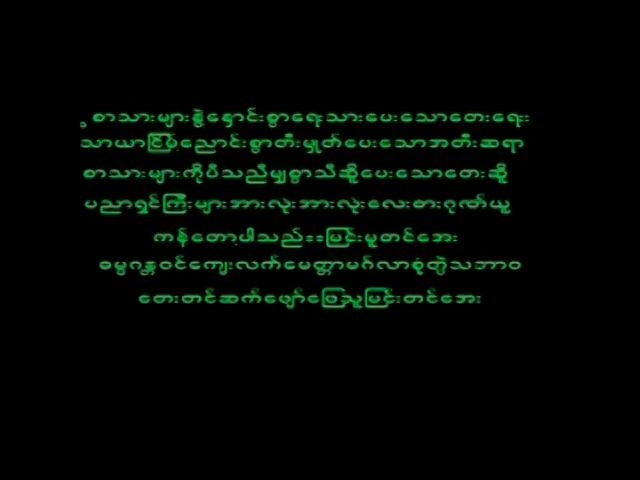 စာသားများနှဲ့နှောင်းစွာရေးသားပေးသောတေးရေး
သာယာငြိမ့်ညောင်းစွာတီးမှုတ်ပေးသောအတီးဆရာ
စာသားများကိုပီသညီမျှစွာသီဆိုပေးသောတေးဆို
ပညာရှင်ကြီးများအားလုံးအားလုံးလေးစားဂုဏ်ယူ
ကန်တော့ပါသည်==မြင်းမူတင်အေး
ဓမ္မဂန္တဝင်ကျေးလက်မေတ္တာမဂ်လာစုံတွဲသဘာဝ
တေးတင်ဆက်ဖျော်ဖြေသူမြင်းတင်အေး